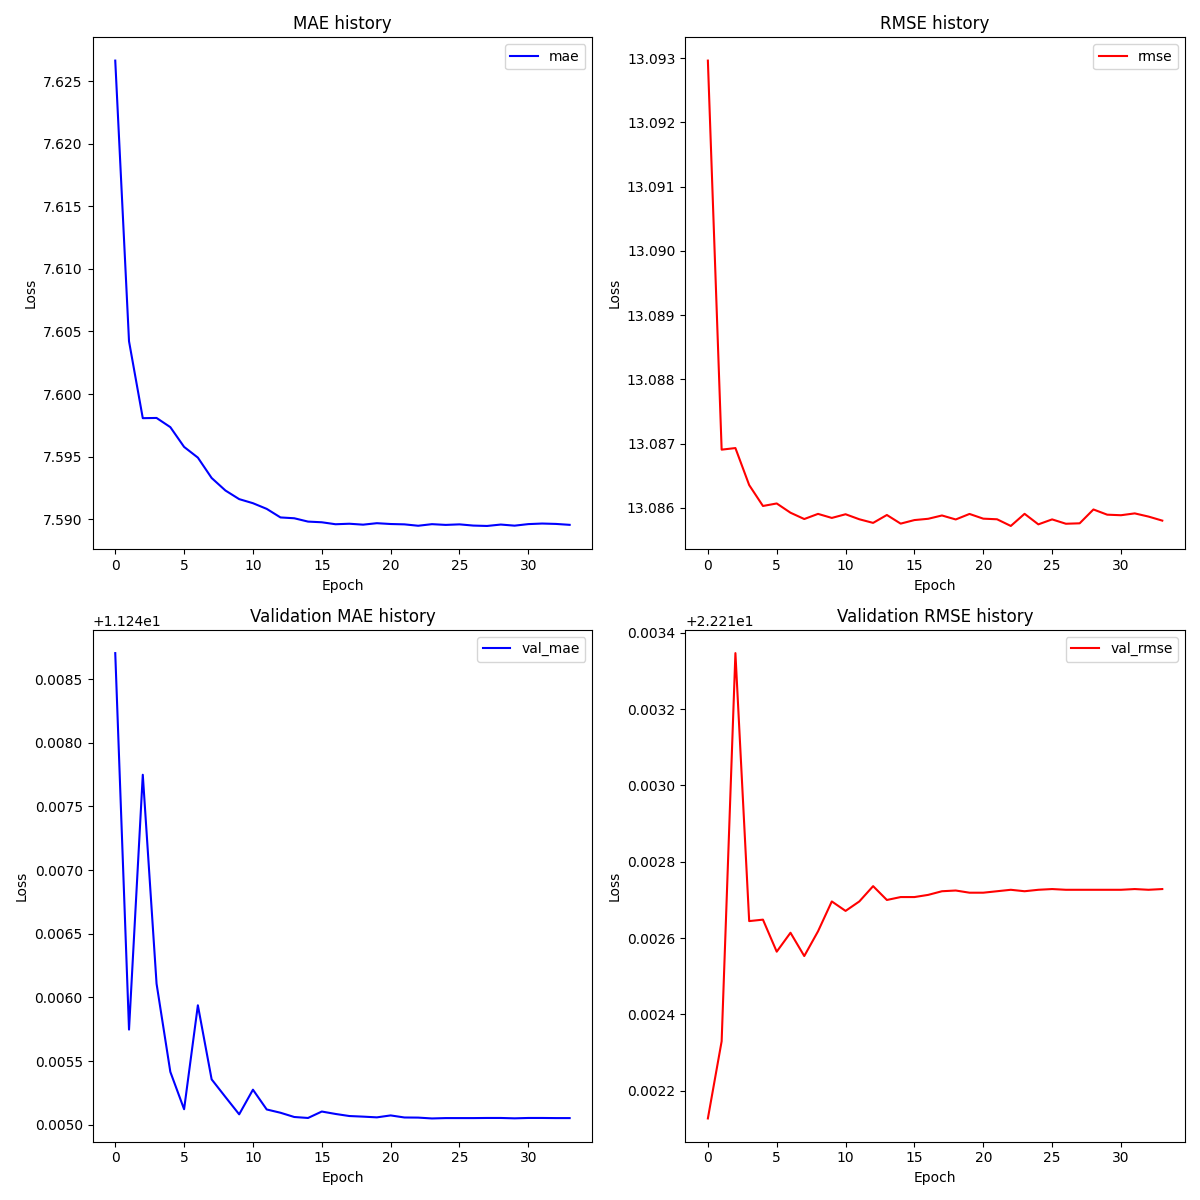 MAE history
mae
7.625
7.620
7.615
7.610
7.605
7.600
7.595
7.590
Loss
0 5 10 15 20 25 30
Epoch
RMSE history
rmse
13.093
13.092
13.091
13.090
13.089
13.088
13.087
13.086
Loss
0 5 10 15 20 25 30
Epoch
Validation MAE history
+1.124e1
val_mae
0.0085
0.0080
0.0075
0.0070
0.0065
0.0060
0.0055
0.0050
Loss
0 5 10 15 20 25 30
Epoch
Validation RMSE history
+2.221e1
val_rmse
0.0034
0.0032
0.0030
0.0028
0.0026
0.0024
0.0022
Loss
0 5 10 15 20 25 30
Epoch